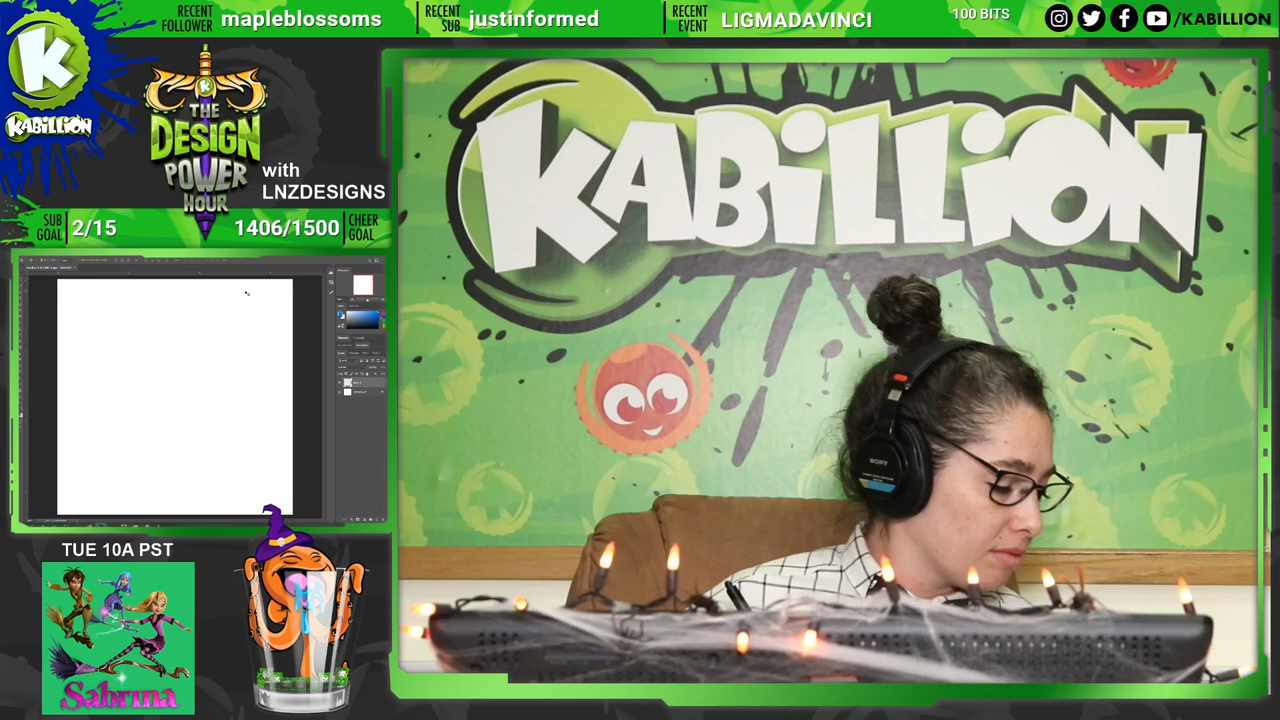 RECENT FOLLOWER mapleblossoms
RECENT SUB justinformed
RECENT EVENT LIGMADAVINCI 100 BITS
/KABILLION
K
KABILLION
THE
DESIGN
POWER
HOUR
with
LNZDESIGNS
SUB GOAL 2/15
1406/1500 CHEER GOAL
KABILLION
SONY
TUE 10A PST
Sabrina